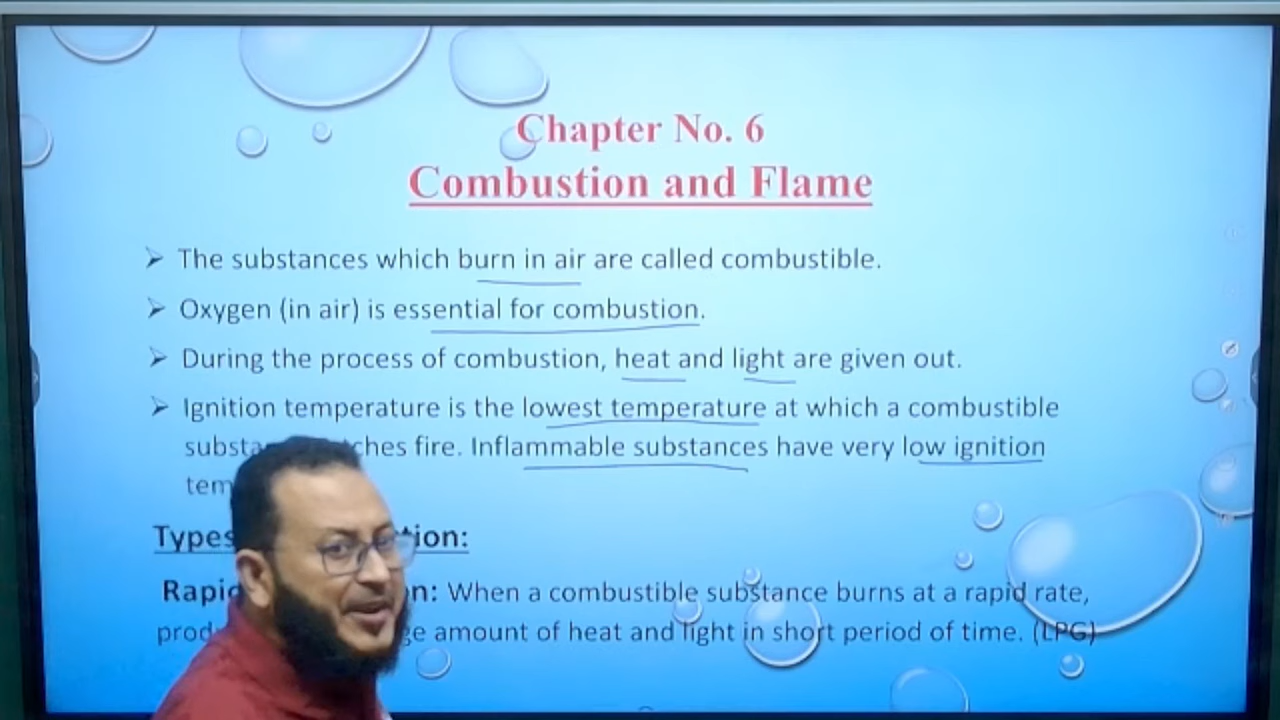 Chapter No. 6
Combustion and Flame
➢ The substances which burn in air are called combustible.
➢ Oxygen (in air) is essential for combustion.
➢ During the process of combustion, heat and light are given out.
➢ Ignition temperature is the lowest temperature at which a combustible
fire. Inflammable substances have very low ignition
Types
When a combustible substance burns at a rapid rate,
amount of heat and light in short period of time. (LPG)